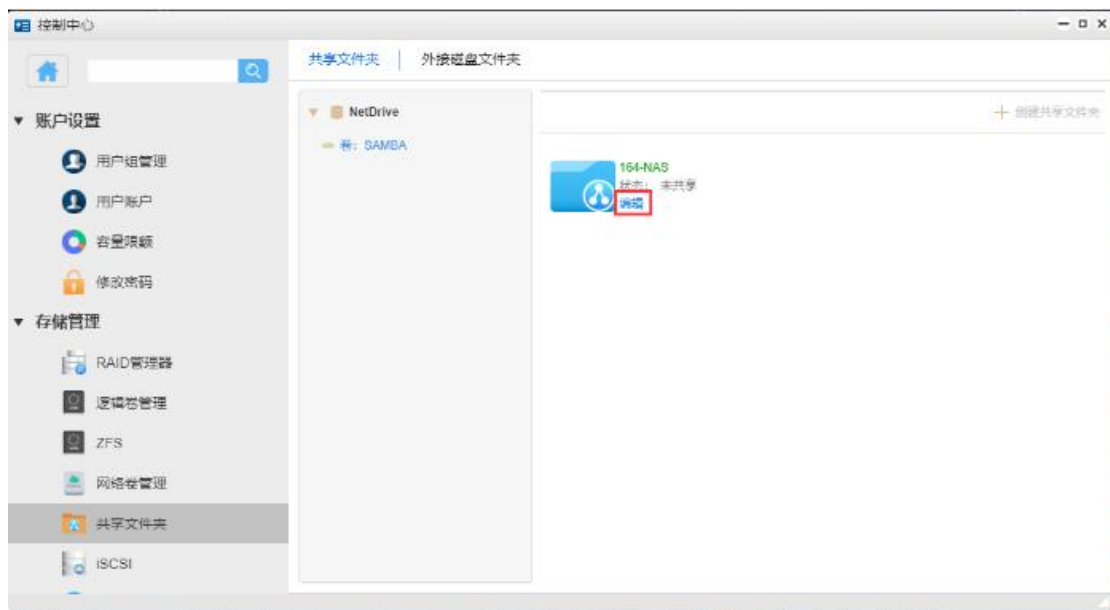 控制中心
共享文件夹
外接磁盘文件夹
账户设置
用户组管理
用户账户
容量限额
修改密码
存储管理
RAID管理器
逻辑卷管理
ZFS
网络卷管理
共享文件夹
iSCSI
NetDrive
卷: SAMBA
创建共享文件夹
164-NAS
状态: 未共享
编辑